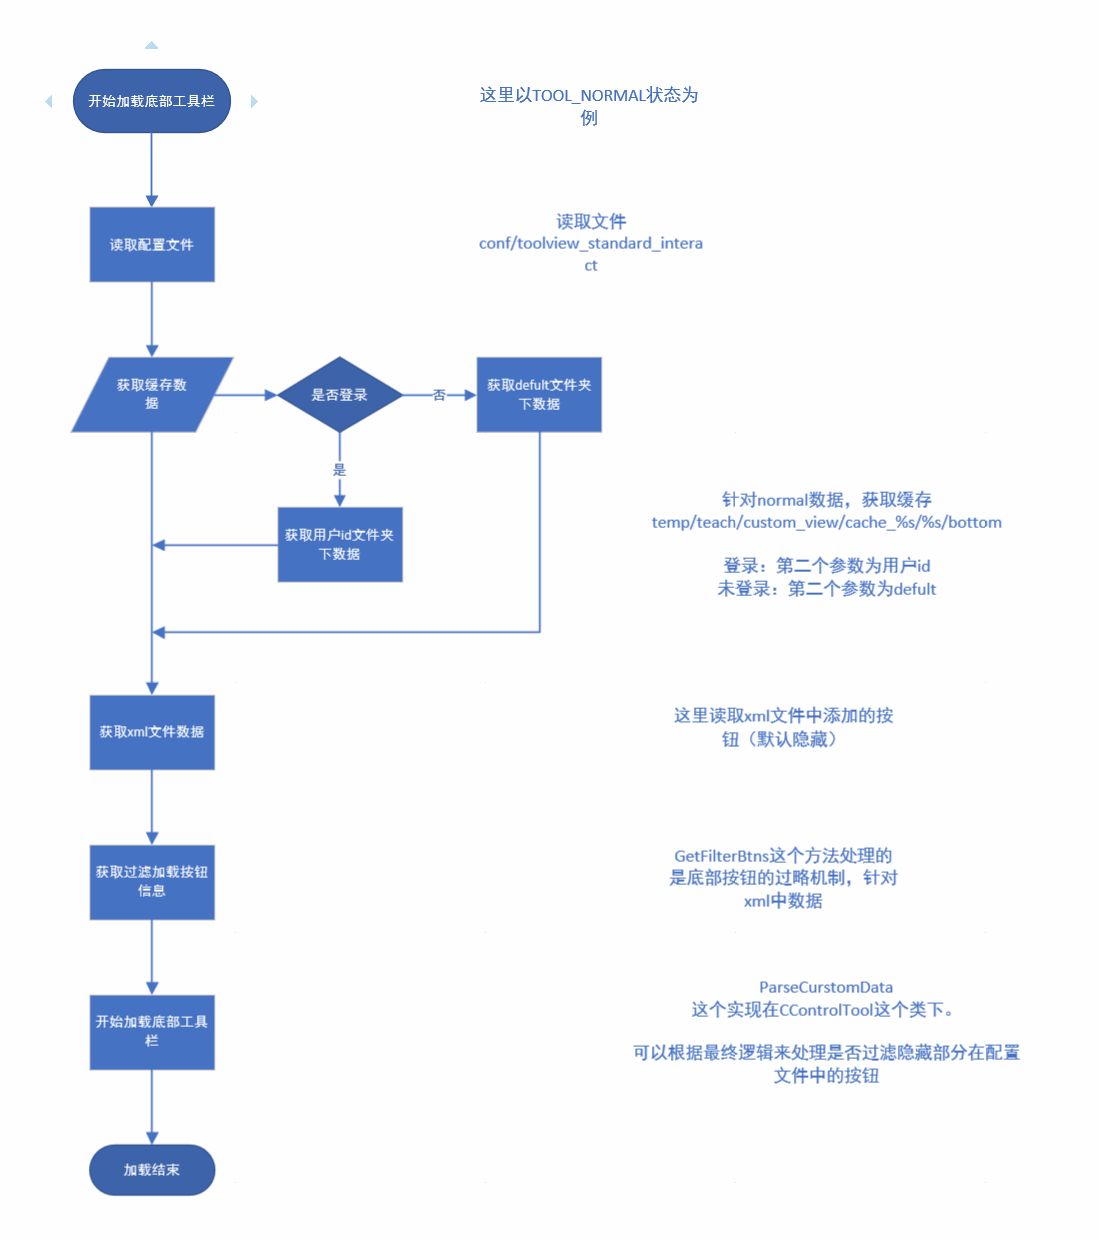 开始加载底部工具栏
这里以TOOL_NORMAL状态为
例
读取配置文件
读取文件
conf/toolview_standard_intera
ct
获取缓存数
据
是否登录
否
获取defult文件夹
下数据
是
获取用户id文件夹
下数据
针对normal数据，获取缓存
temp/teach/custom_view/cache_%s/%s/bottom
登录：第二个参数为用户id
未登录：第二个参数为defult
获取xml文件数据
这里读取xml文件中添加的按
钮（默认隐藏）
获取过滤加载按钮
信息
GetFilterBtns这个方法处理的
是底部按钮的过略机制，针对
xml中数据
开始加载底部工具
栏
ParseCurstomData
这个实现在CControlTool这个类下。
可以根据最终逻辑来处理是否过滤隐藏部分在配置
文件中的按钮
加载结束